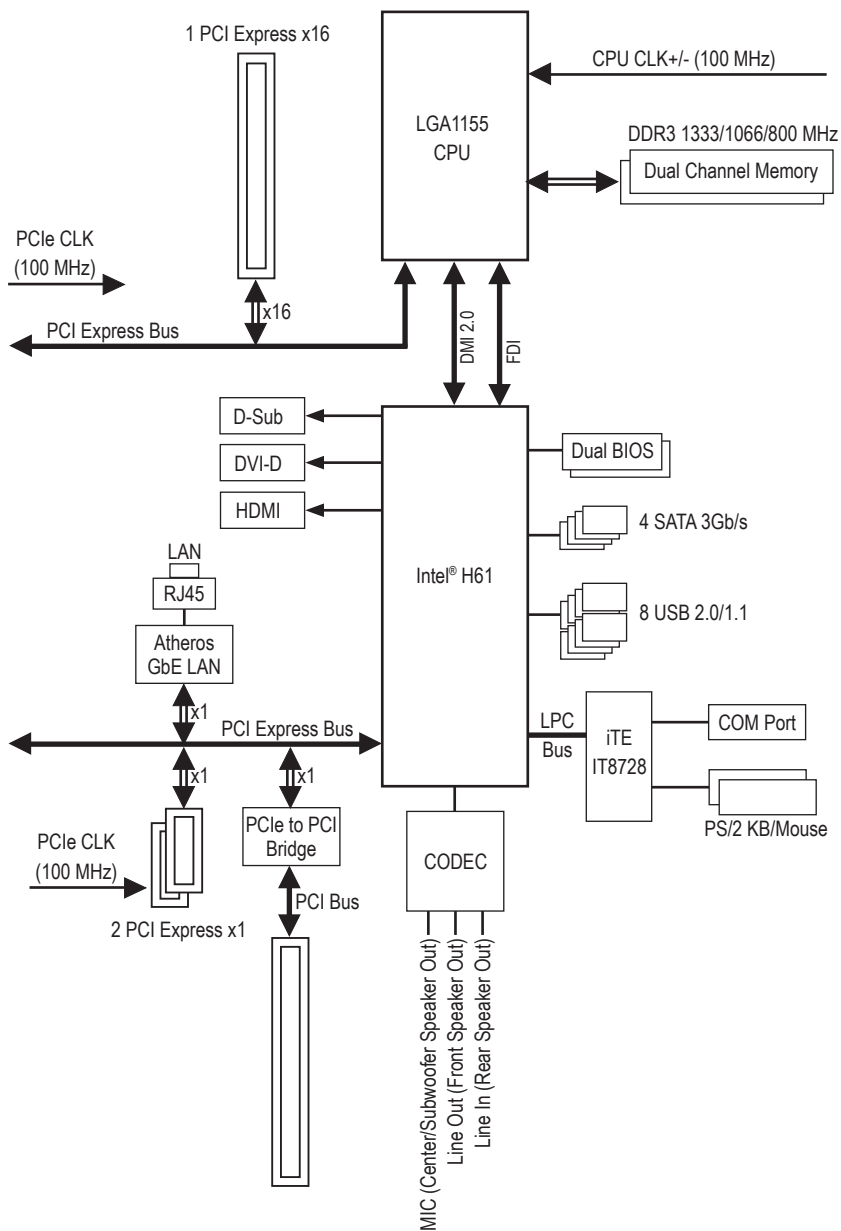 1 PCI Express x16
CPU CLK+/- (100 MHz)
LGA1155
CPU
DDR3 1333/1066/800 MHz
Dual Channel Memory
PCIe CLK
(100 MHz)
x16
PCI Express Bus
DMI 2.0
FDI
D-Sub
Dual BIOS
DVI-D
HDMI
4 SATA 3Gb/s
Intel® H61
LAN
RJ45
8 USB 2.0/1.1
Atheros
GbE LAN
x1
PCI Express Bus
LPC
Bus
iTE
IT8728
COM Port
x1
x1
PS/2 KB/Mouse
PCIe CLK
(100 MHz)
PCIe to PCI
Bridge
CODEC
PCI Bus
2 PCI Express x1
MIC (Center/Subwoofer Speaker Out)
Line Out (Front Speaker Out)
Line In (Rear Speaker Out)